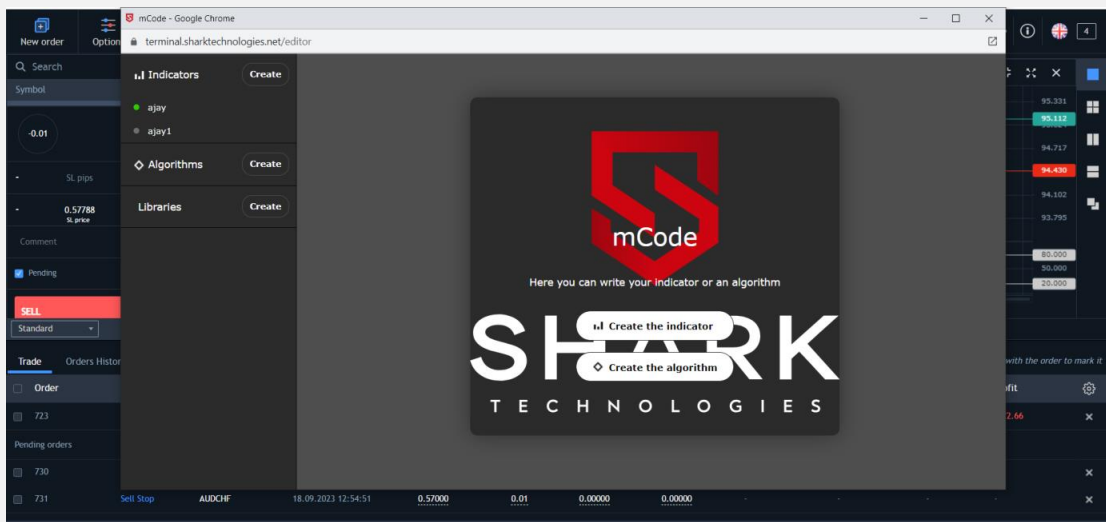 mCode - Google Chrome
terminal.sharktechnologies.net/editor
New order
Option
4
Search
Symbol
-0.01
- SL pips
- 0.57788
SL price
Comment
Pending
SELL
Standard
Trade Orders Histor
Order
723
Pending orders
730
731 Sell Stop AUDCHF 18.09.2023 12:54:51 0.57000 0.01 0.00000 0.00000 - - - -
Indicators Create
ajay
ajay1
Algorithms Create
Libraries Create
mCode
Here you can write your indicator or an algorithm
Create the indicator
Create the algorithm
SHARK
TECHNOLOGIES
95.331
95.112
94.717
94.430
94.102
93.795
80.000
50.000
20.000
with the order to mark it
fit
2.66